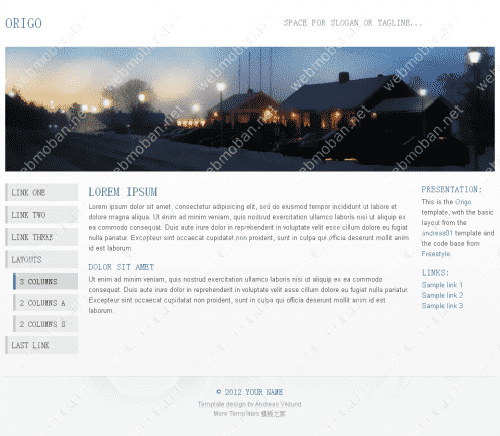 ORIGO
SPACE FOR SLOGAN OR TAGLINE...
webmoban.net
LINK ONE
LINK TWO
LINK THREE
LAYOUTS
3 COLUMNS
2 COLUMNS A
2 COLUMNS B
LAST LINK
LOREM IPSUM
Lorem ipsum dolor sit amet, consectetur adipisicing elit, sed do eiusmod tempor incididunt ut labore et
dolore magna aliqua. Ut enim ad minim veniam, quis nostrud exercitation ullamco laboris nisi ut aliquip ex
ea commodo consequat. Duis aute irure dolor in reprehenderit in voluptate velit esse cillum dolore eu fugiat
nulla pariatur. Excepteur sint occaecat cupidatat non proident, sunt in culpa qui officia deserunt mollit anim
id est laborum.
DOLOR SIT AMET
Ut enim ad minim veniam, quis nostrud exercitation ullamco laboris nisi ut aliquip ex ea commodo
consequat. Duis aute irure dolor in reprehenderit in voluptate velit esse cillum dolore eu fugiat nulla pariatur.
Excepteur sint occaecat cupidatat non proident, sunt in culpa qui officia deserunt mollit anim id est
laborum.
PRESENTATION:
This is the Origo
template, with the basic
layout from the
andreas01 template and
the code base from
Freestyle.
LINKS:
Sample link 1
Sample link 2
Sample link 3
© 2012 YOUR NAME
Template design by Andreas Viklund
More Templates 模板之家